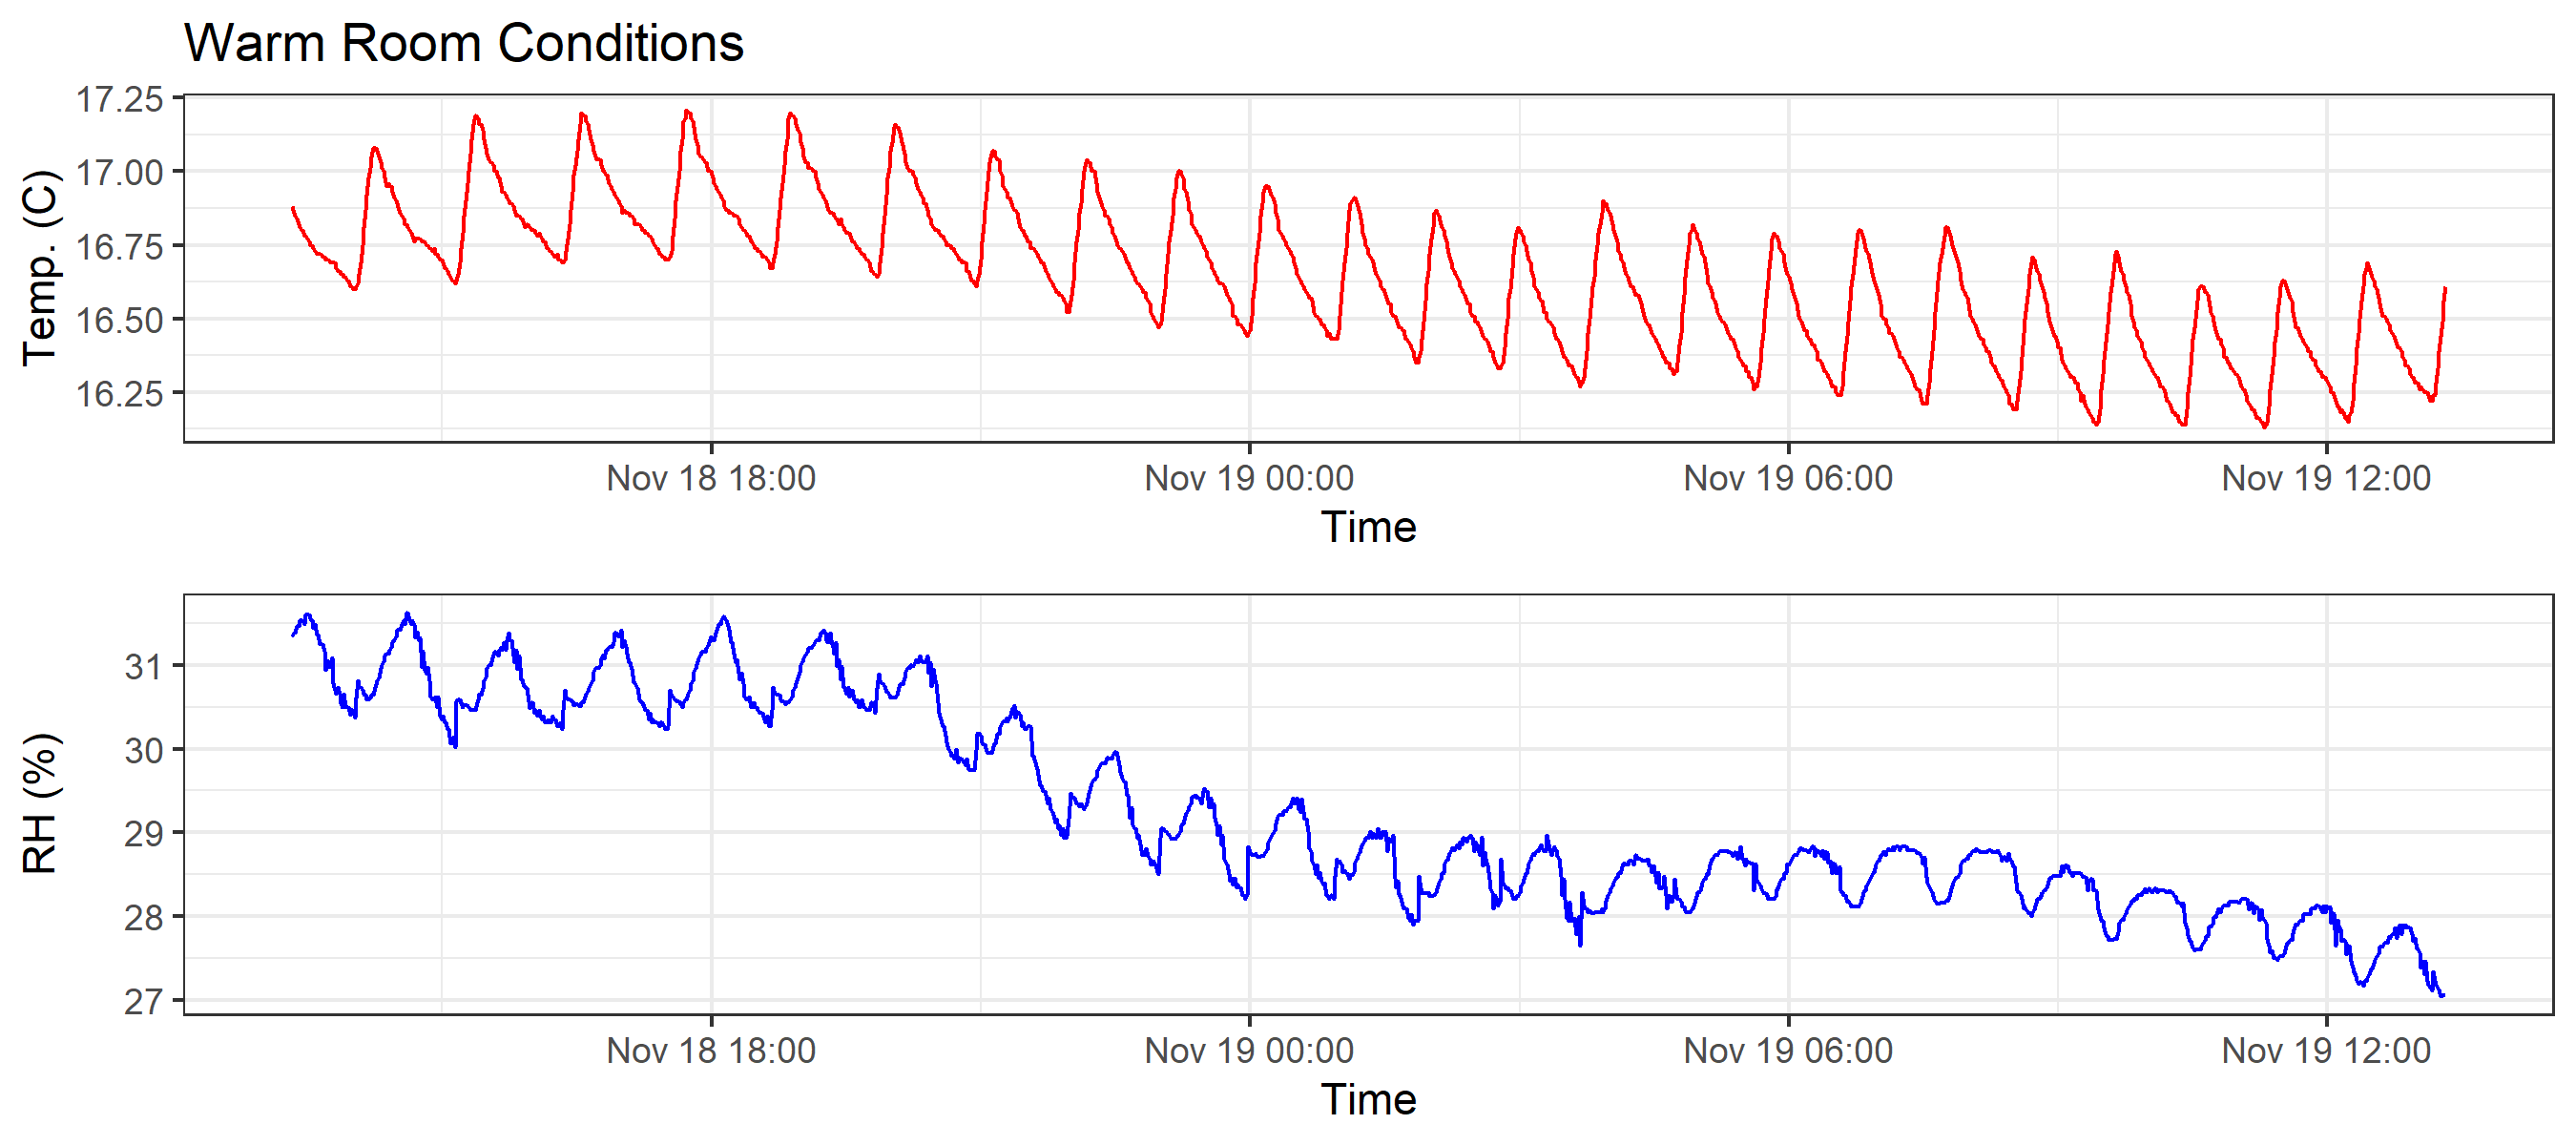 Warm Room Conditions
Temp. (C)
17.25
17.00
16.75
16.50
16.25
Nov 18 18:00 Nov 19 00:00 Nov 19 06:00 Nov 19 12:00
Time
RH (%)
31
30
29
28
27
Nov 18 18:00 Nov 19 00:00 Nov 19 06:00 Nov 19 12:00
Time